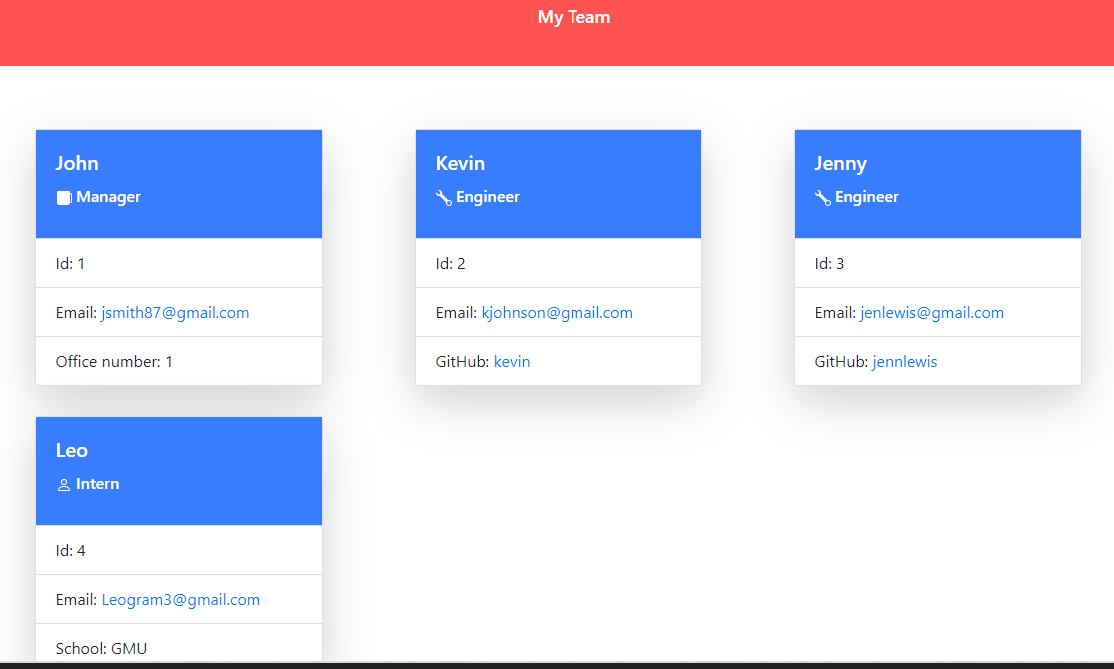 My Team
John
Manager
Id: 1
Email: jsmith87@gmail.com
Office number: 1
Kevin
Engineer
Id: 2
Email: kjohnson@gmail.com
GitHub: kevin
Jenny
Engineer
Id: 3
Email: jenlewis@gmail.com
GitHub: jennlewis
Leo
Intern
Id: 4
Email: Leogram3@gmail.com
School: GMU